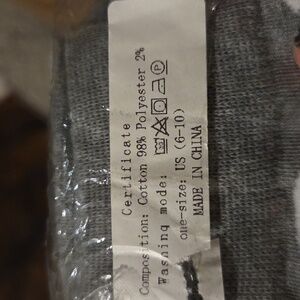 Certificate
Composition: Cotton 98% Polyester 2%
Washing mode:
one-size: US (6-10)
MADE IN CHINA